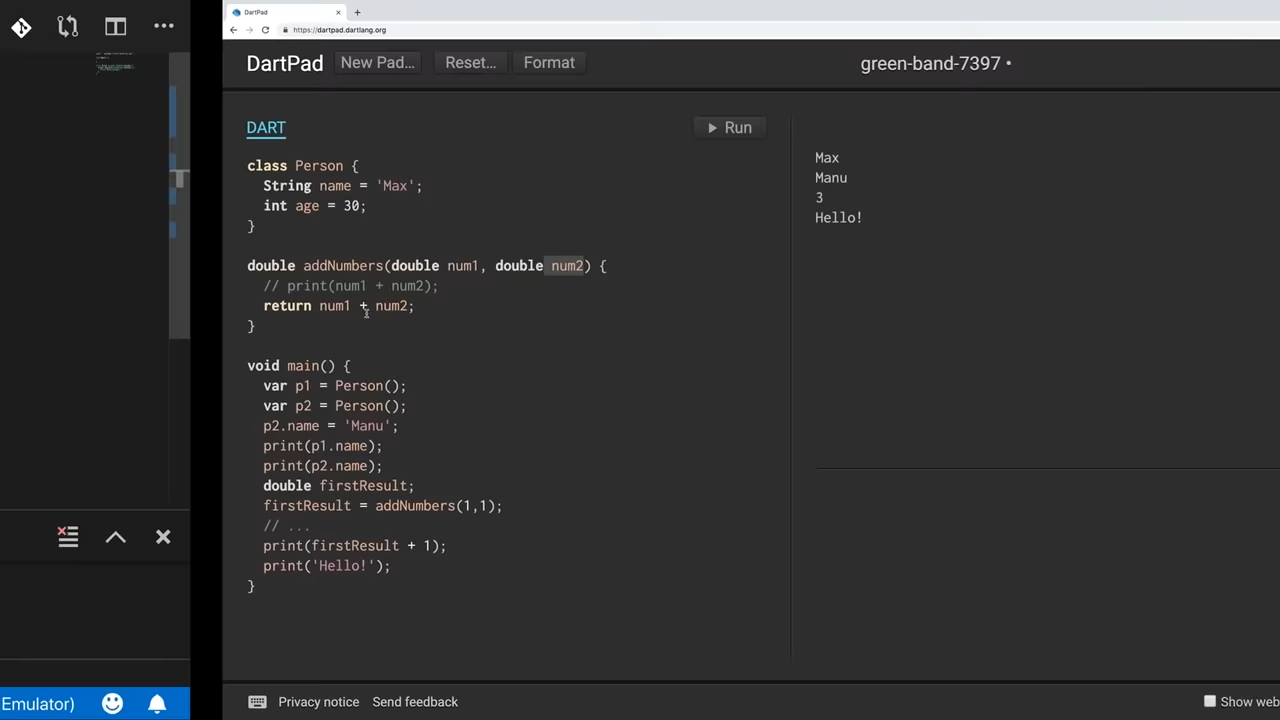 DartPad
https://dartpad.dartlang.org
DartPad
New Pad...
Reset...
Format
green-band-7397 •
DART
Run
class Person {
  String name = 'Max';
  int age = 30;
}
double addNumbers(double num1, double num2) {
  // print(num1 + num2);
  return num1 + num2;
}
void main() {
  var p1 = Person();
  var p2 = Person();
  p2.name = 'Manu';
  print(p1.name);
  print(p2.name);
  double firstResult;
  firstResult = addNumbers(1,1);
  // ...
  print(firstResult + 1);
  print('Hello!');
}
Max
Manu
3
Hello!
Emulator)
Privacy notice
Send feedback
Show web